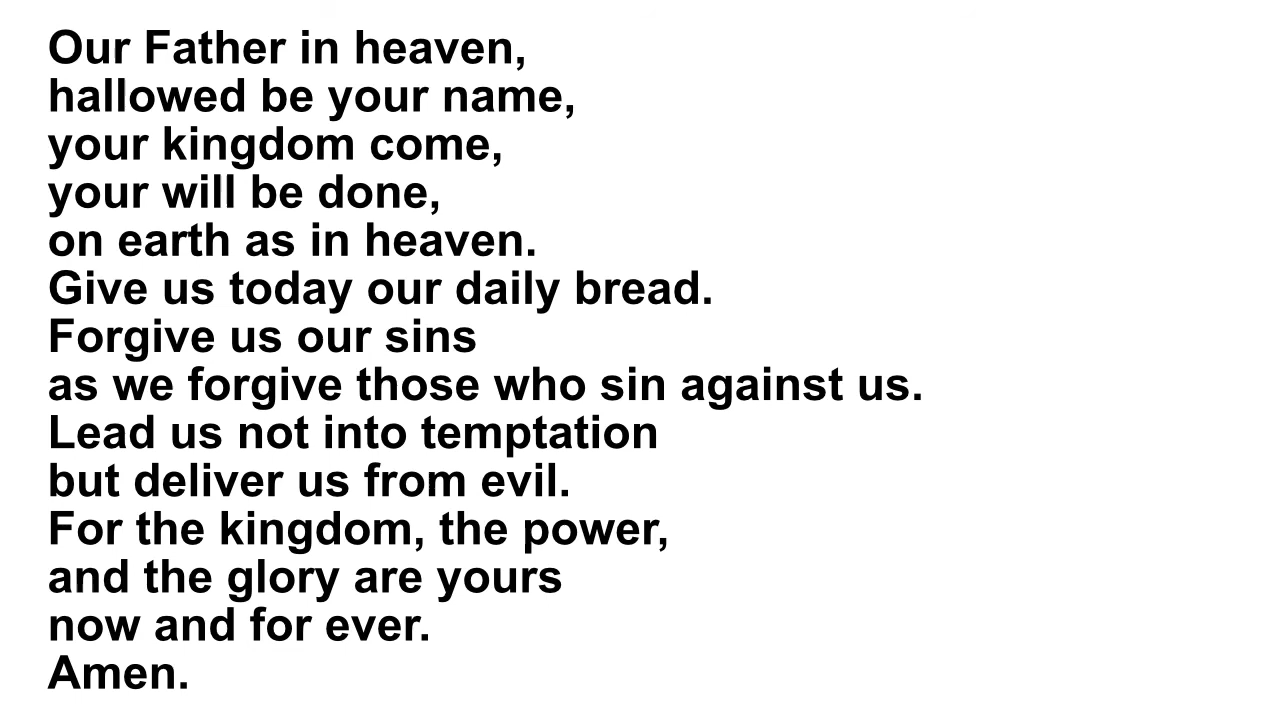 Our Father in heaven,
hallowed be your name,
your kingdom come,
your will be done,
on earth as in heaven.
Give us today our daily bread.
Forgive us our sins
as we forgive those who sin against us.
Lead us not into temptation
but deliver us from evil.
For the kingdom, the power,
and the glory are yours
now and for ever.
Amen.